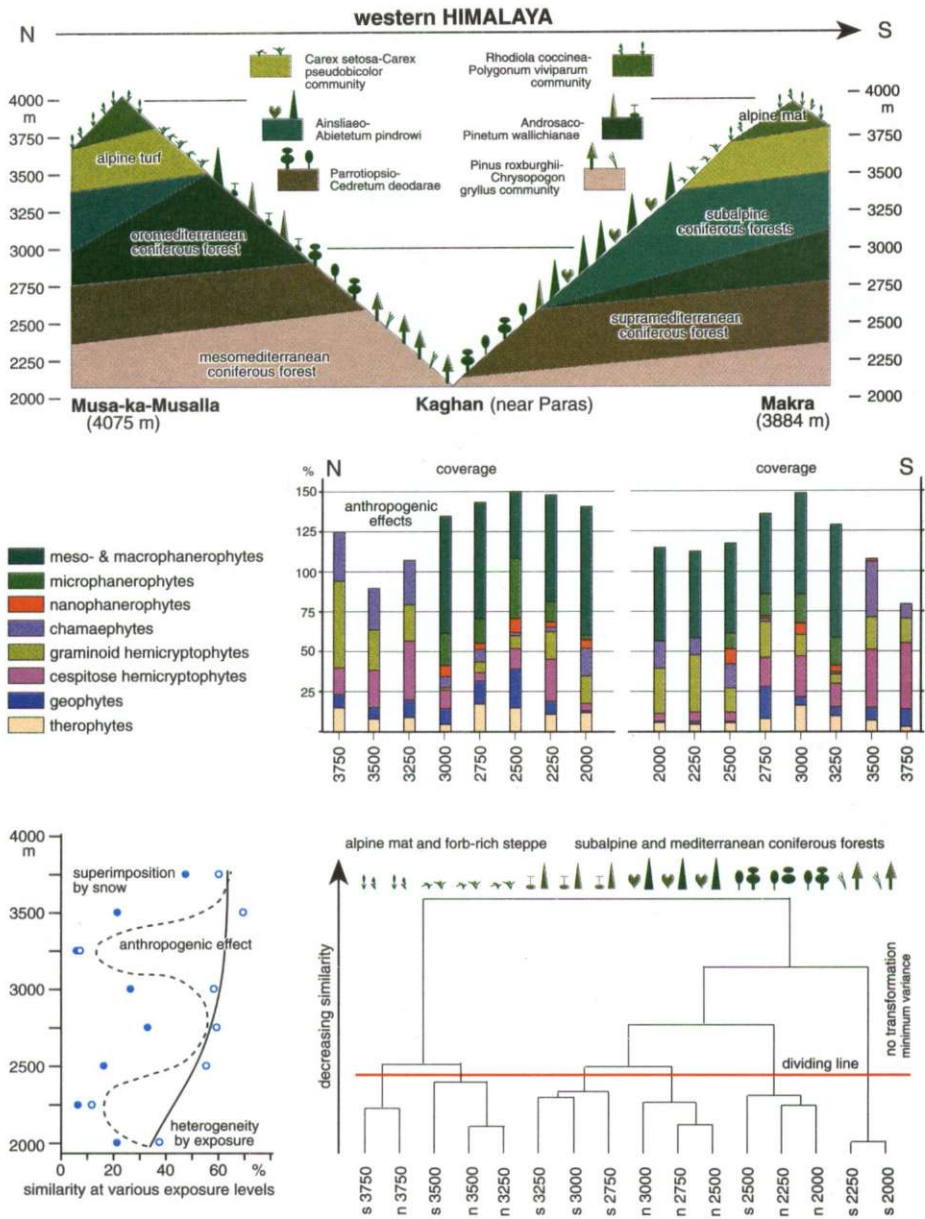 western HIMALAYA
N
S
Carex setosa-Carex
pseudobicolor
community
Rhodiola coccinea-
Polygonum viviparum
community
Ainsliaeo-
Abietetum pindrowi
Androsaco-
Pinetum wallichianae
Parrotiopsio-
Cedretum deodarae
Pinus roxburghii-
Chrysopogon
gryllus community
4000
m
3750
3500
3250
3000
2750
2500
2250
2000
4000
m
3750
3500
3250
3000
2750
2500
2250
2000
alpine mat
alpine turf
oromediterranean
coniferous forest
subalpine
coniferous forests
supramediterranean
coniferous forest
mesomediterranean
coniferous forest
Musa-ka-Musalla
(4075 m)
Kaghan (near Paras)
Makra
(3884 m)
% N coverage
coverage S
150
125
100
75
50
25
anthropogenic
effects
meso- & macrophanerophytes
microphanerophytes
nanophanerophytes
chamaephytes
graminoid hemicryptophytes
cespitose hemicryptophytes
geophytes
therophytes
3750 3500 3250 3000 2750 2500 2250 2000
2000 2250 2500 2750 3000 3250 3500 3750
4000
m
3500
3000
2500
2000
superimposition
by snow
anthropogenic effect
heterogeneity
by exposure
0 20 40 60 %
similarity at various exposure levels
alpine mat and forb-rich steppe subalpine and mediterranean coniferous forests
decreasing similarity
no transformation
minimum variance
dividing line
s 3750 n 3750 s 3500 n 3500 n 3250 s 3250 s 3000 s 2750 n 3000 n 2750 n 2500 s 2500 n 2250 n 2000 s 2250 s 2000